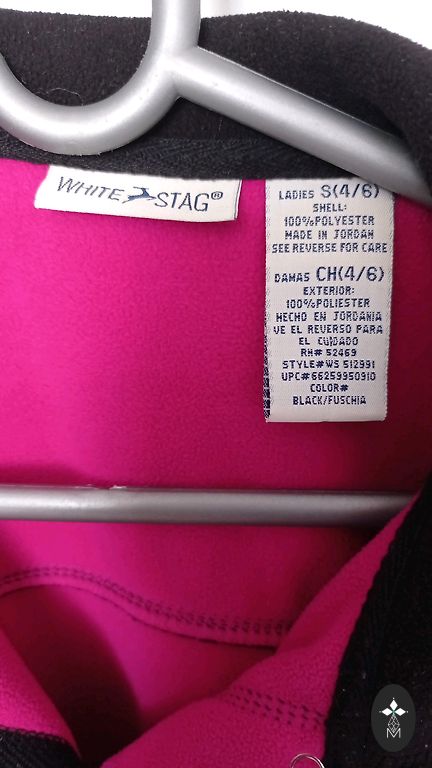 WHITE STAG®
LADIES S(4/6)
SHELL:
100%POLYESTER
MADE IN JORDAN
SEE REVERSE FOR CARE
DAMAS CH(4/6)
EXTERIOR:
100%POLIESTER
HECHO EN JORDANIA
VE EL REVERSO PARA
EL CUIDADO
RN# 52469
STYLE#WS 512991
UPC#66259950910
COLOR#
BLACK/FUSCHIA
M